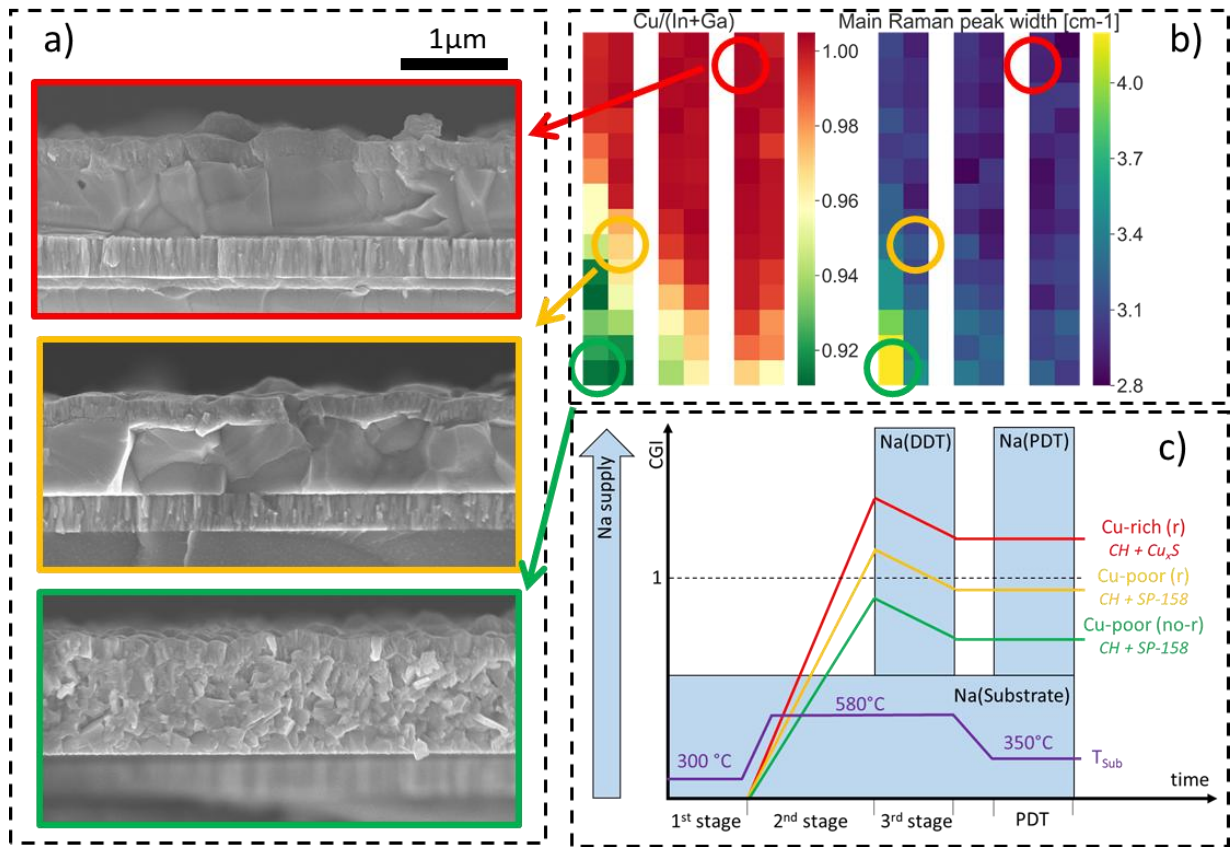 a)
1µm
Cu/(In+Ga)
1.00
0.98
0.96
0.94
0.92
Main Raman peak width [cm-1]
b)
4.0
3.7
3.4
3.1
2.8
c)
Na supply
CGI
1
Na(DDT)
Na(PDT)
Cu-rich (r)
CH + CuₓS
Cu-poor (r)
CH + SP-158
Cu-poor (no-r)
CH + SP-158
Na(Substrate)
300 °C
580°C
350°C
TSub
time
1st stage
2nd stage
3rd stage
PDT